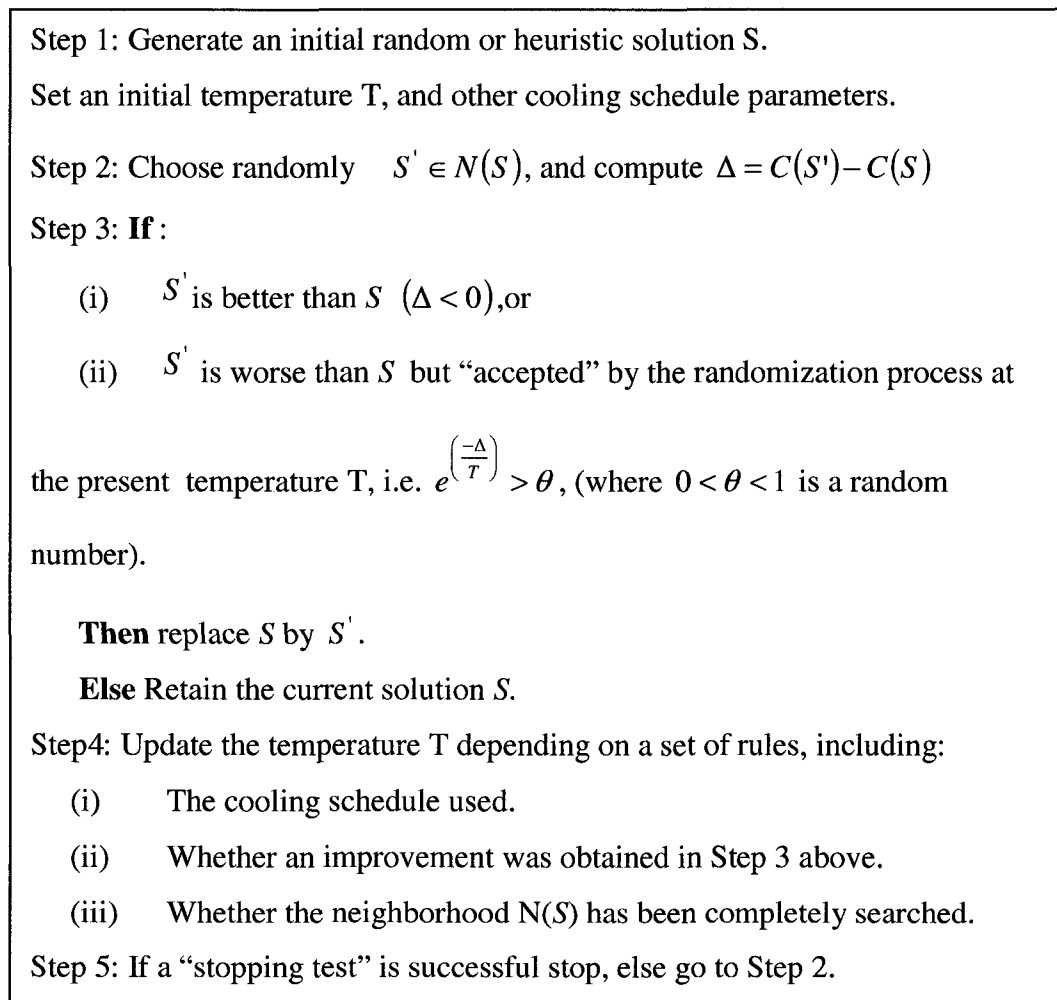 Step 1: Generate an initial random or heuristic solution S.
Set an initial temperature T, and other cooling schedule parameters.
Step 2: Choose randomly S' ∈ N(S), and compute Δ = C(S')−C(S)
Step 3: If :
(i) S' is better than S (Δ < 0),or
(ii) S' is worse than S but “accepted” by the randomization process at
the present temperature T, i.e. e^(−Δ/T) > θ, (where 0 < θ < 1 is a random
number).
Then replace S by S'.
Else Retain the current solution S.
Step4: Update the temperature T depending on a set of rules, including:
(i) The cooling schedule used.
(ii) Whether an improvement was obtained in Step 3 above.
(iii) Whether the neighborhood N(S) has been completely searched.
Step 5: If a “stopping test” is successful stop, else go to Step 2.